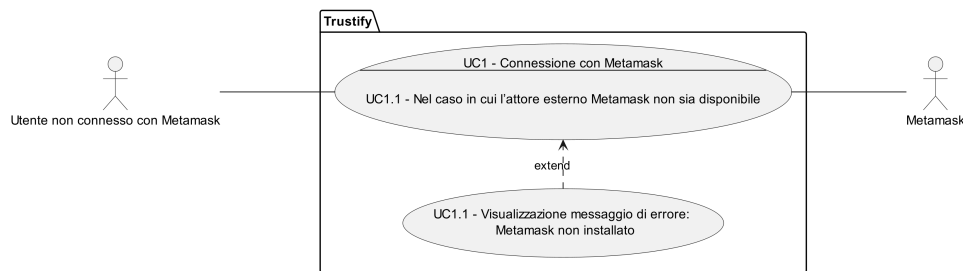 Trustify
UC1 - Connessione con Metamask
UC1.1 - Nel caso in cui l'attore esterno Metamask non sia disponibile
Utente non connesso con Metamask
Metamask
extend
UC1.1 - Visualizzazione messaggio di errore:
Metamask non installato